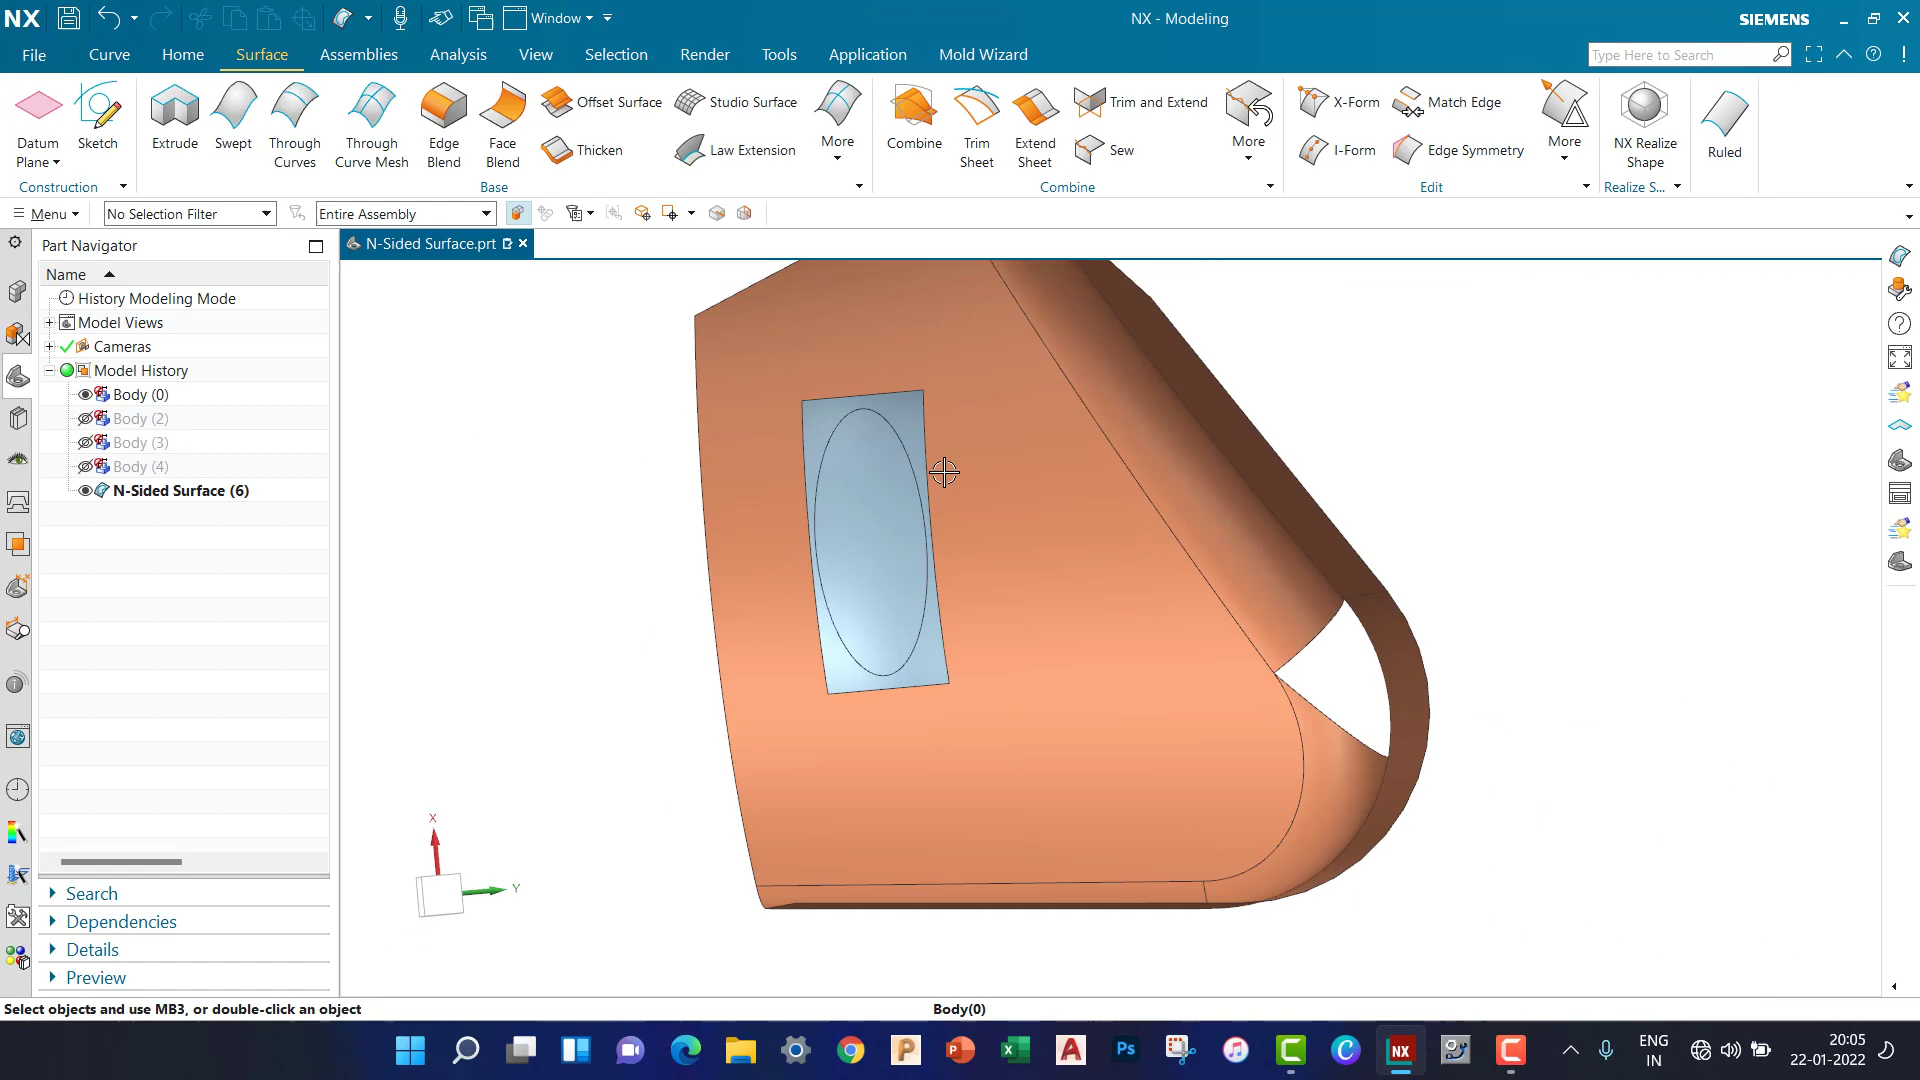 NX
Window
NX - Modeling
SIEMENS
File
Curve
Home
Surface
Assemblies
Analysis
View
Selection
Render
Tools
Application
Mold Wizard
Type Here to Search
Datum
Plane
Sketch
Construction
Extrude
Swept
Through
Curves
Through
Curve Mesh
Edge
Blend
Face
Blend
Offset Surface
Thicken
Studio Surface
Law Extension
More
Base
Combine
Trim
Sheet
Extend
Sheet
Trim and Extend
Sew
More
Combine
X-Form
I-Form
Match Edge
Edge Symmetry
More
Edit
NX Realize
Shape
Realize S...
Ruled
Menu
No Selection Filter
Entire Assembly
Part Navigator
N-Sided Surface.prt
Name
History Modeling Mode
Model Views
Cameras
Model History
Body (0)
Body (2)
Body (3)
Body (4)
N-Sided Surface (6)
X
Y
Search
Dependencies
Details
Preview
Select objects and use MB3, or double-click an object
Body(0)
P
P
X
A
Ps
C
C
NX
C
ENG
IN
20:05
22-01-2022